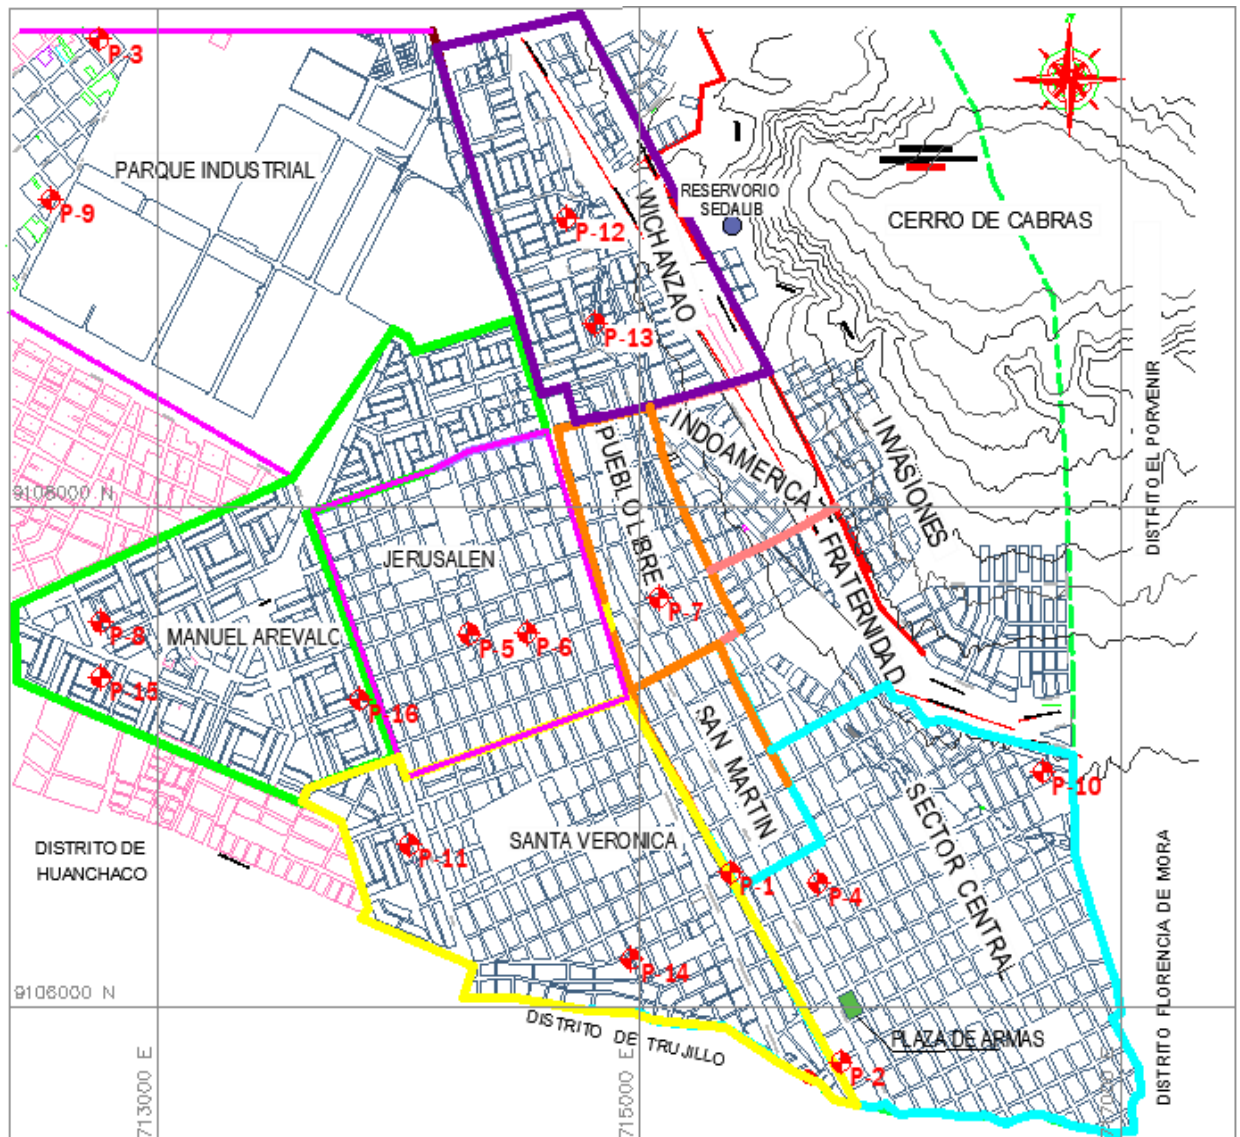 P-3
PARQUE INDUSTRIAL
P-9
P-12
WICHANZAO
RESERVORIO
SEDALIB
CERRO DE CABRAS
P-13
DISTRITO EL PORVENIR
INDOAMERICA
INVASIONES
PUEBLO LIBRE
9108000 N
JERUSALEN
FRATERNIDAD
P-7
P-8
MANUEL AREVALO
P-5
P-6
P-15
P-16
SAN MARTIN
P-10
SECTOR CENTRAL
SANTA VERONICA
DISTRITO DE
HUANCHACO
P-11
P-1
P-4
DISTRITO FLORENCIA DE MORA
P-14
9106000 N
DISTRITO DE TRUJILLO
PLAZA DE ARMAS
P-2
713000 E
715000 E